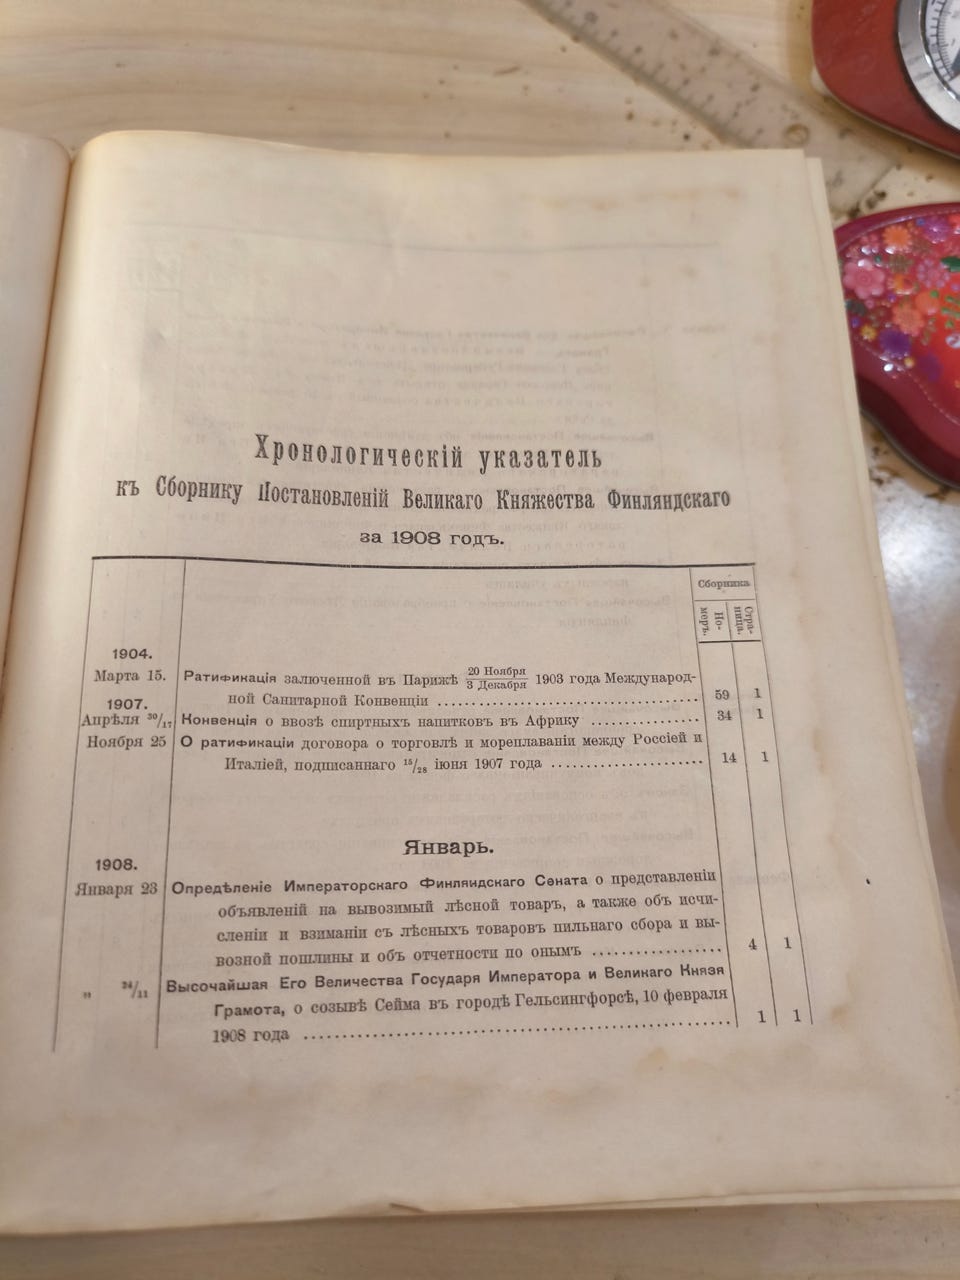 Хронологическій указатель
къ Сборнику Постановленій Великаго Княжества Финляндскаго
за 1908 годъ.
Сборника
Но-
меръ.
Стра-
ница.
1904.
Марта 15. Ратификація залюченной въ Парижѣ 20 Ноября/3 Декабря 1903 года Международ-
ной Санитарной Конвенціи 59 1
1907.
Апрѣля 30/17 Конвенція о ввозѣ спиртныхъ напитковъ въ Африку 34 1
Ноября 25 О ратификаціи договора о торговлѣ и мореплаваніи между Россіей и
Италіей, подписаннаго 15/28 іюня 1907 года 14 1
Январь.
1908.
Января 23 Опредѣленіе Императорскаго Финляндскаго Сената о представленіи
объявленій на вывозимый лѣсной товаръ, а также объ исчи-
сленіи и взиманіи съ лѣсныхъ товаровъ пильнаго сбора и вы-
возной пошлины и объ отчетности по онымъ 4 1
„ 24/11 Высочайшая Его Величества Государя Императора и Великаго Князя
Грамота, о созывѣ Сейма въ городѣ Гельсингфорсѣ, 10 февраля
1908 года 1 1